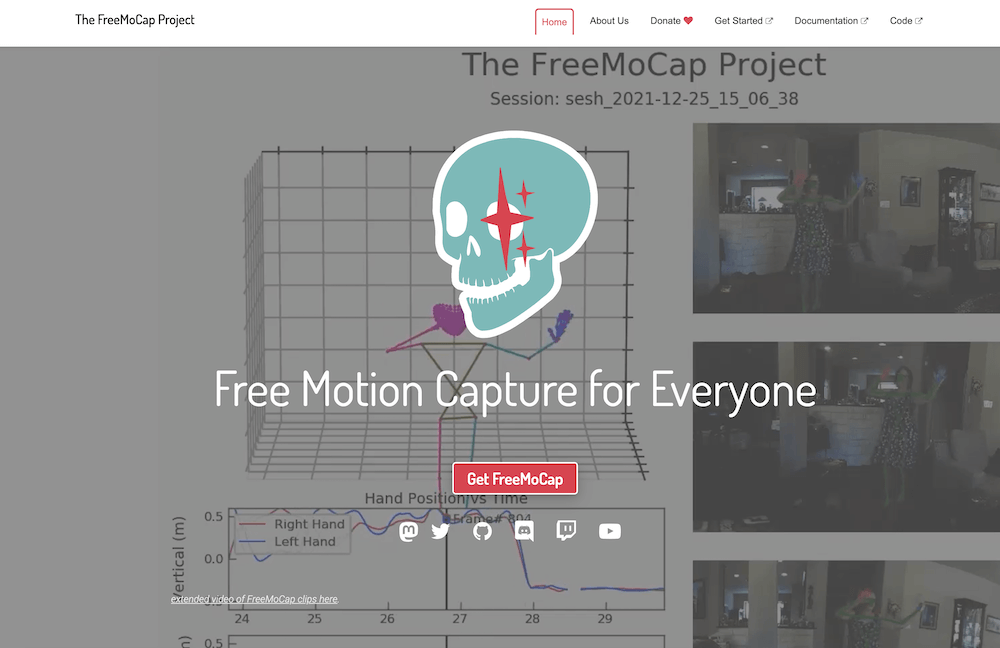 The FreeMoCap Project
Home About Us Donate Get Started Documentation Code
The FreeMoCap Project
Session: sesh_2021-12-25_15_06_38
Free Motion Capture for Everyone
Get FreeMoCap
Hand Position vs Time
Frame# 804
Right Hand
Left Hand
Vertical (m)
0.5
0.0
extended video of FreeMoCap clips here.
24 25 26 27 28 29
0.5